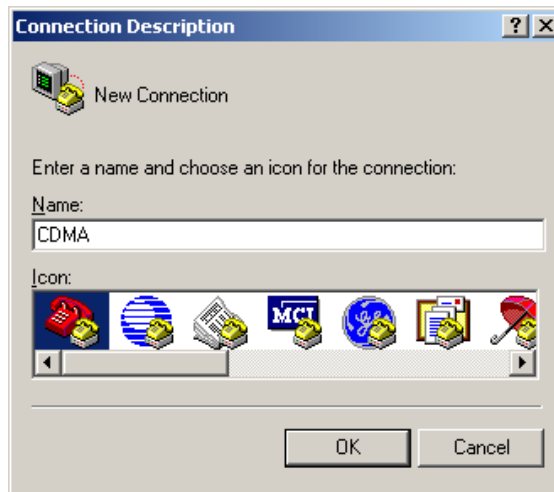 Connection Description
New Connection
Enter a name and choose an icon for the connection:
Name:
CDMA
Icon:
MCI
OK Cancel